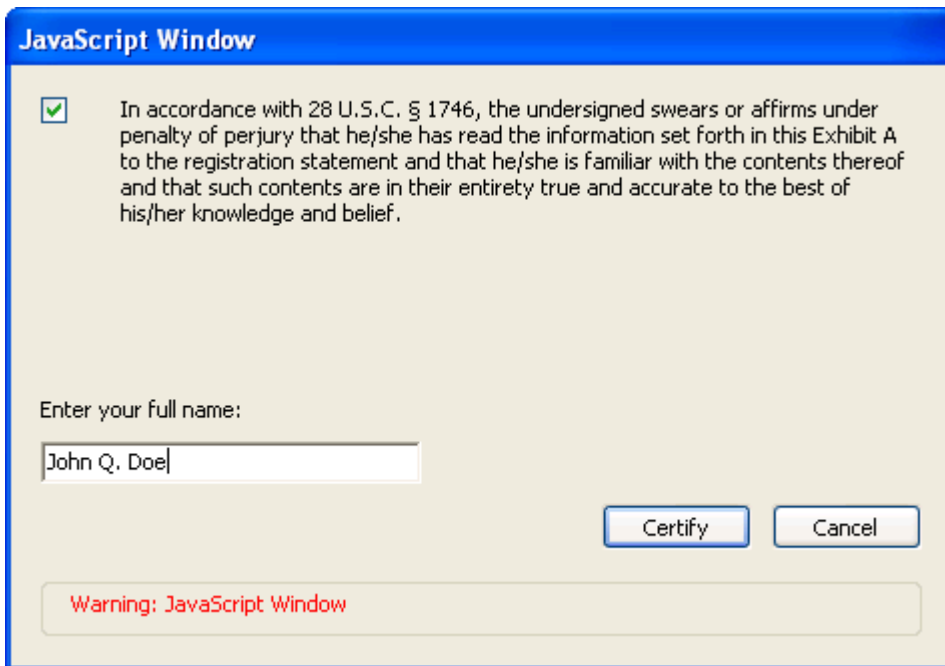 JavaScript Window
In accordance with 28 U.S.C. § 1746, the undersigned swears or affirms under
penalty of perjury that he/she has read the information set forth in this Exhibit A
to the registration statement and that he/she is familiar with the contents thereof
and that such contents are in their entirety true and accurate to the best of
his/her knowledge and belief.
Enter your full name:
John Q. Doe
Certify Cancel
Warning: JavaScript Window